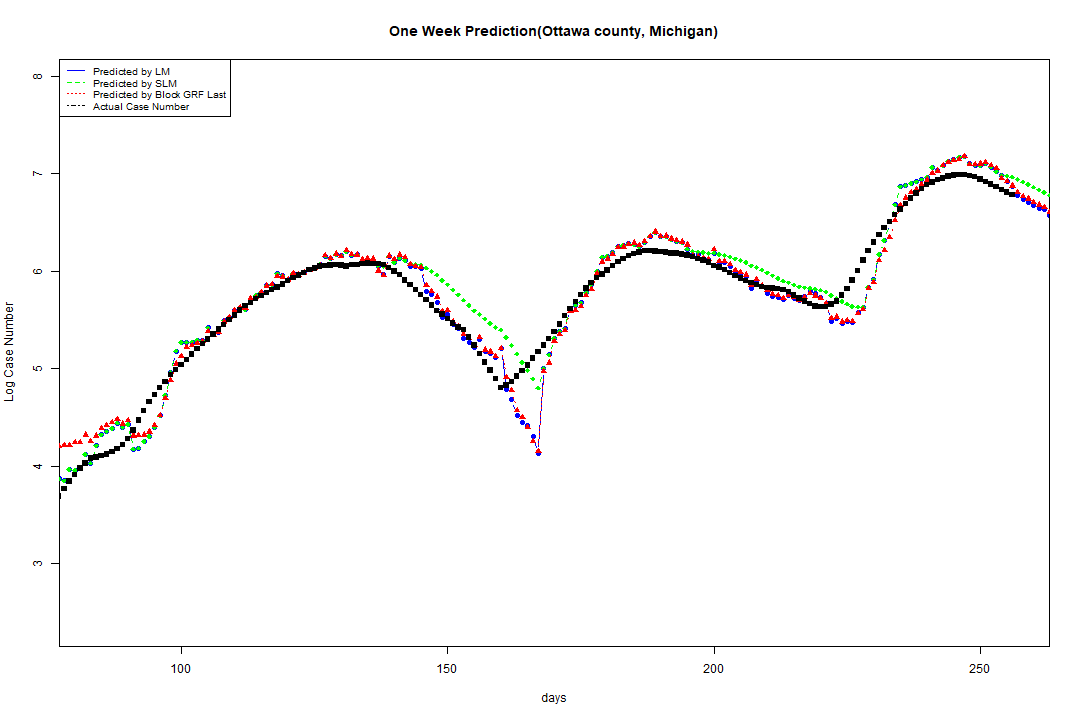 One Week Prediction(Ottawa county, Michigan)
Predicted by LM
Predicted by SLM
Predicted by Block GRF Last
Actual Case Number
8
7
6
5
4
3
Log Case Number
100
150
200
250
days